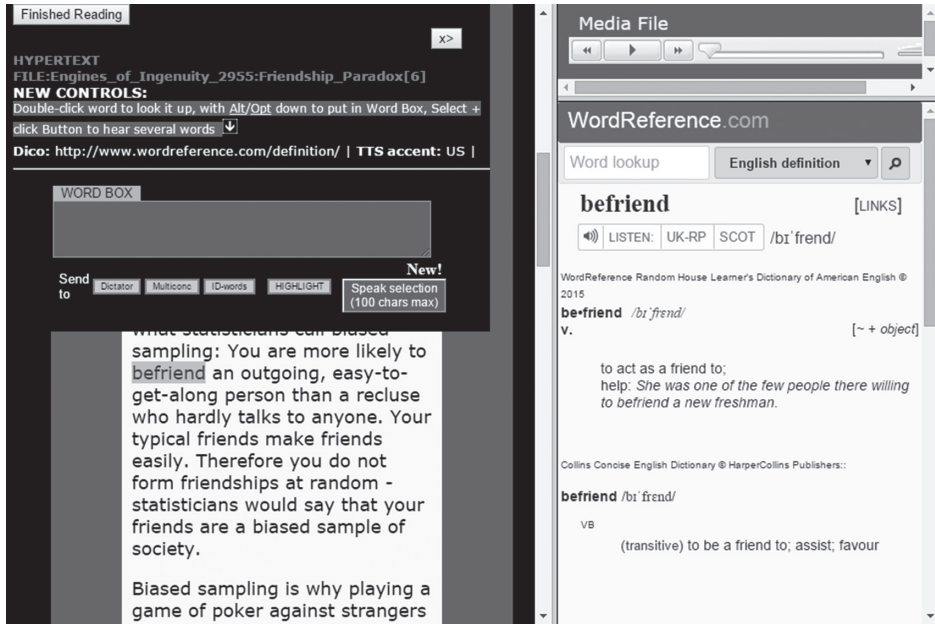 Finished Reading
x>
HYPERTEXT
FILE:Engines_of_Ingenuity_2955:Friendship_Paradox[6]
NEW CONTROLS:
Double-click word to look it up, with Alt/Opt down to put in Word Box, Select +
click Button to hear several words
Dico: http://www.wordreference.com/definition/ | TTS accent: US |
WORD BOX
New!
Send
to
Dictator Multiconc ID-words HIGHLIGHT Speak selection
(100 chars max)
what statisticians call biased
sampling: You are more likely to
befriend an outgoing, easy-to-
get-along person than a recluse
who hardly talks to anyone. Your
typical friends make friends
easily. Therefore you do not
form friendships at random -
statisticians would say that your
friends are a biased sample of
society.
Biased sampling is why playing a
game of poker against strangers
Media File
WordReference.com
Word lookup English definition
befriend [LINKS]
LISTEN: UK-RP SCOT /bɪˈfrend/
WordReference Random House Learner's Dictionary of American English ©
2015
be•friend /bɪˈfrɛnd/
v. [~ + object]
to act as a friend to;
help: She was one of the few people there willing
to befriend a new freshman.
Collins Concise English Dictionary © HarperCollins Publishers::
befriend /bɪˈfrɛnd/
VB
(transitive) to be a friend to; assist; favour